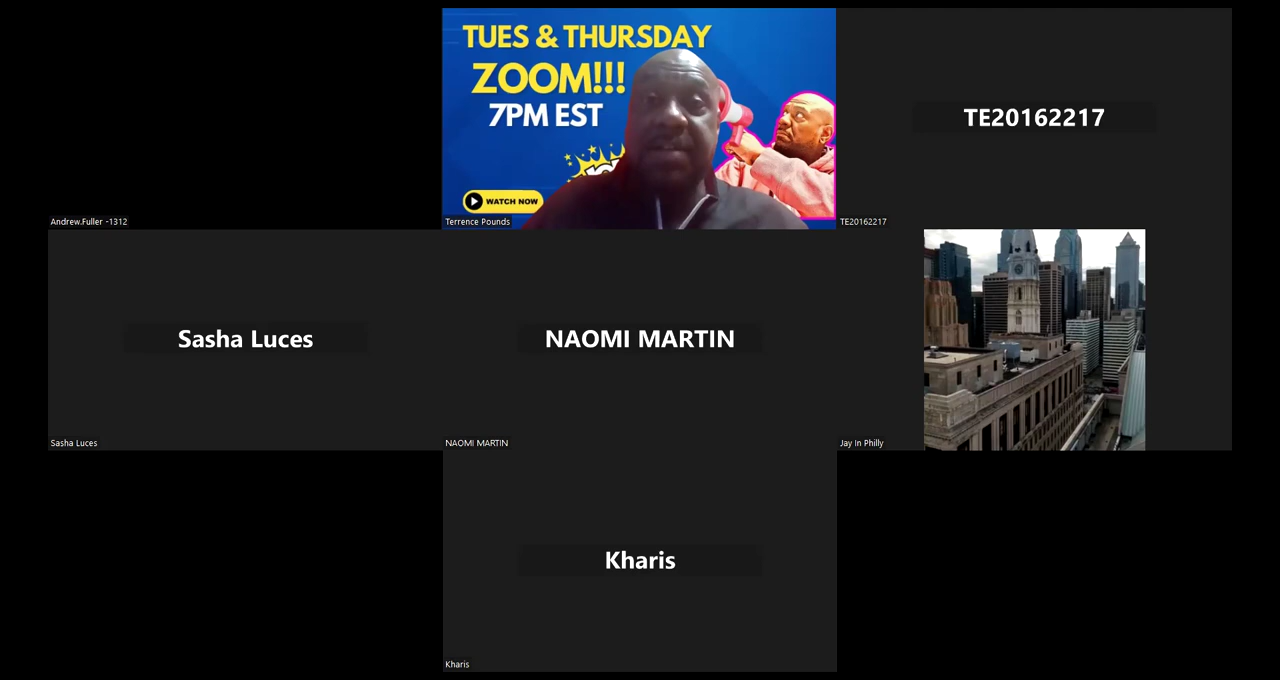 TUES & THURSDAY
ZOOM!!!
7PM EST
WATCH NOW
Andrew.Fuller -1312
Terrence Pounds
TE20162217
TE20162217
Sasha Luces
NAOMI MARTIN
Sasha Luces
NAOMI MARTIN
Jay In Philly
Kharis
Kharis